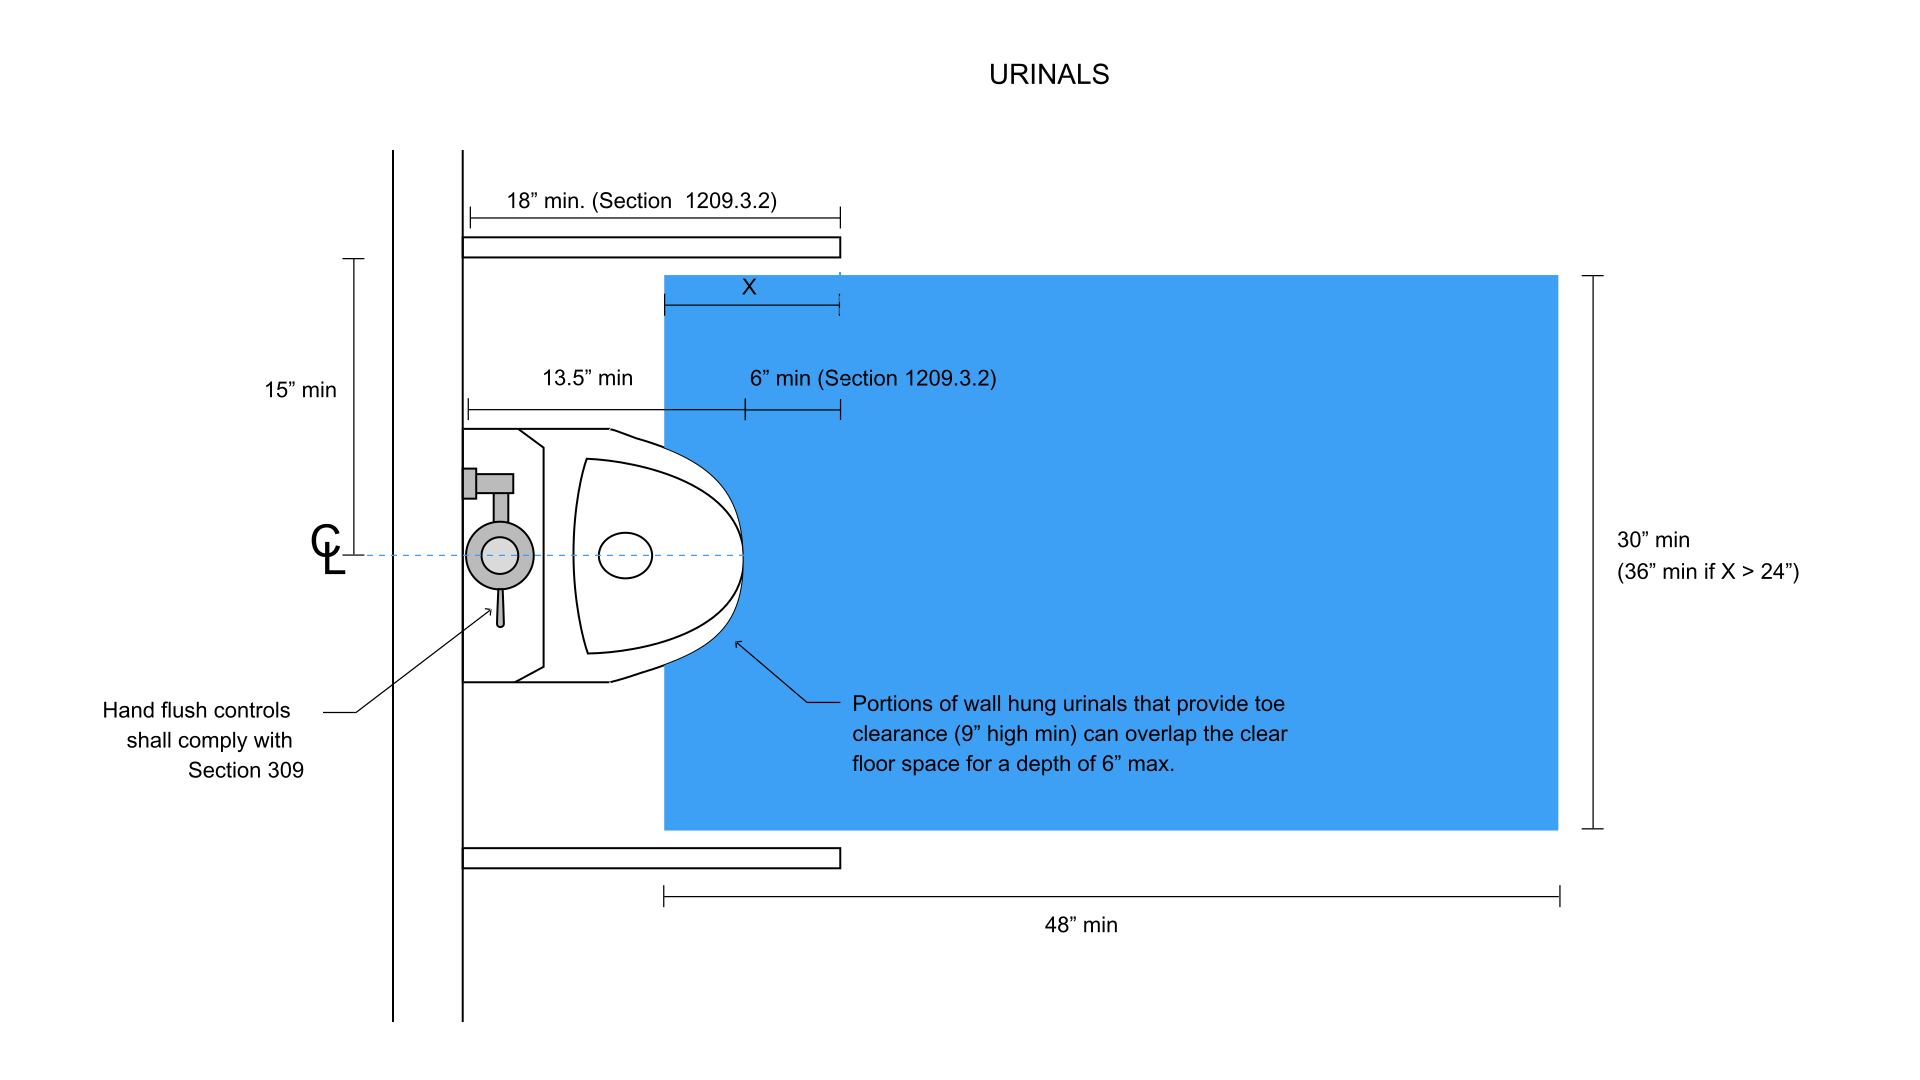 URINALS
18” min. (Section 1209.3.2)
X
13.5” min
6” min (Section 1209.3.2)
15” min
CL
30” min
(36” min if X > 24”)
Hand flush controls
shall comply with
Section 309
Portions of wall hung urinals that provide toe
clearance (9” high min) can overlap the clear
floor space for a depth of 6” max.
48” min